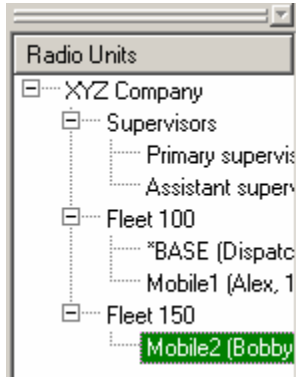 Radio Units
XYZ Company
Supervisors
Primary supervis
Assistant super
Fleet 100
*BASE (Dispatc
Mobile1 (Alex, 1
Fleet 150
Mobile2 (Bobby